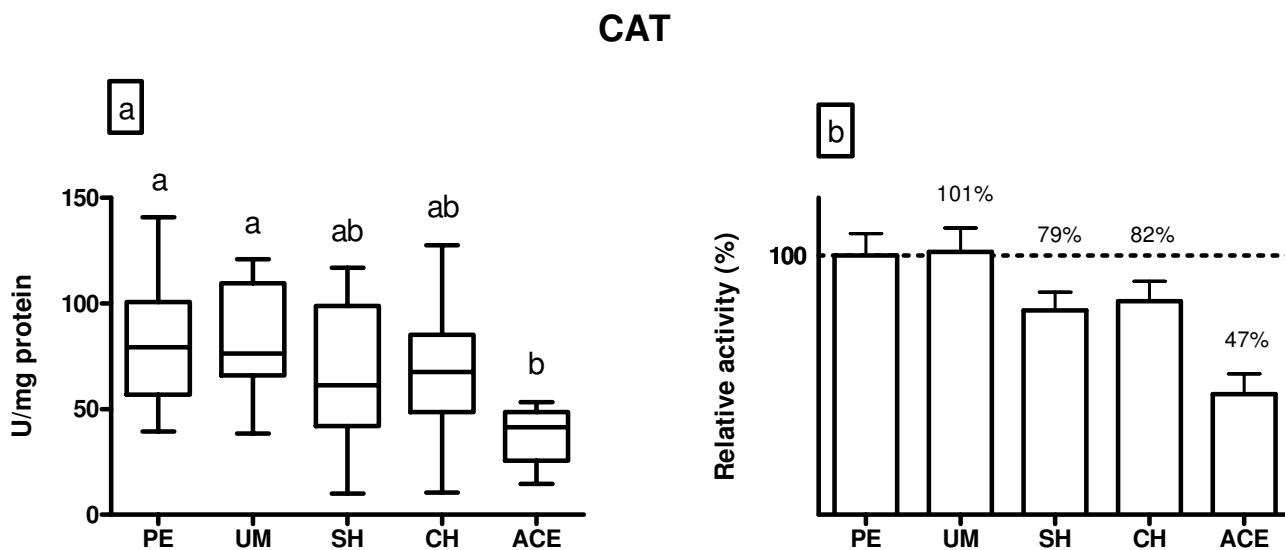 CAT
a
a
a
ab
ab
b
150
100
50
0
U/mg protein
PE UM SH CH ACE
b
101%
79%
82%
47%
100
Relative activity (%)
PE UM SH CH ACE